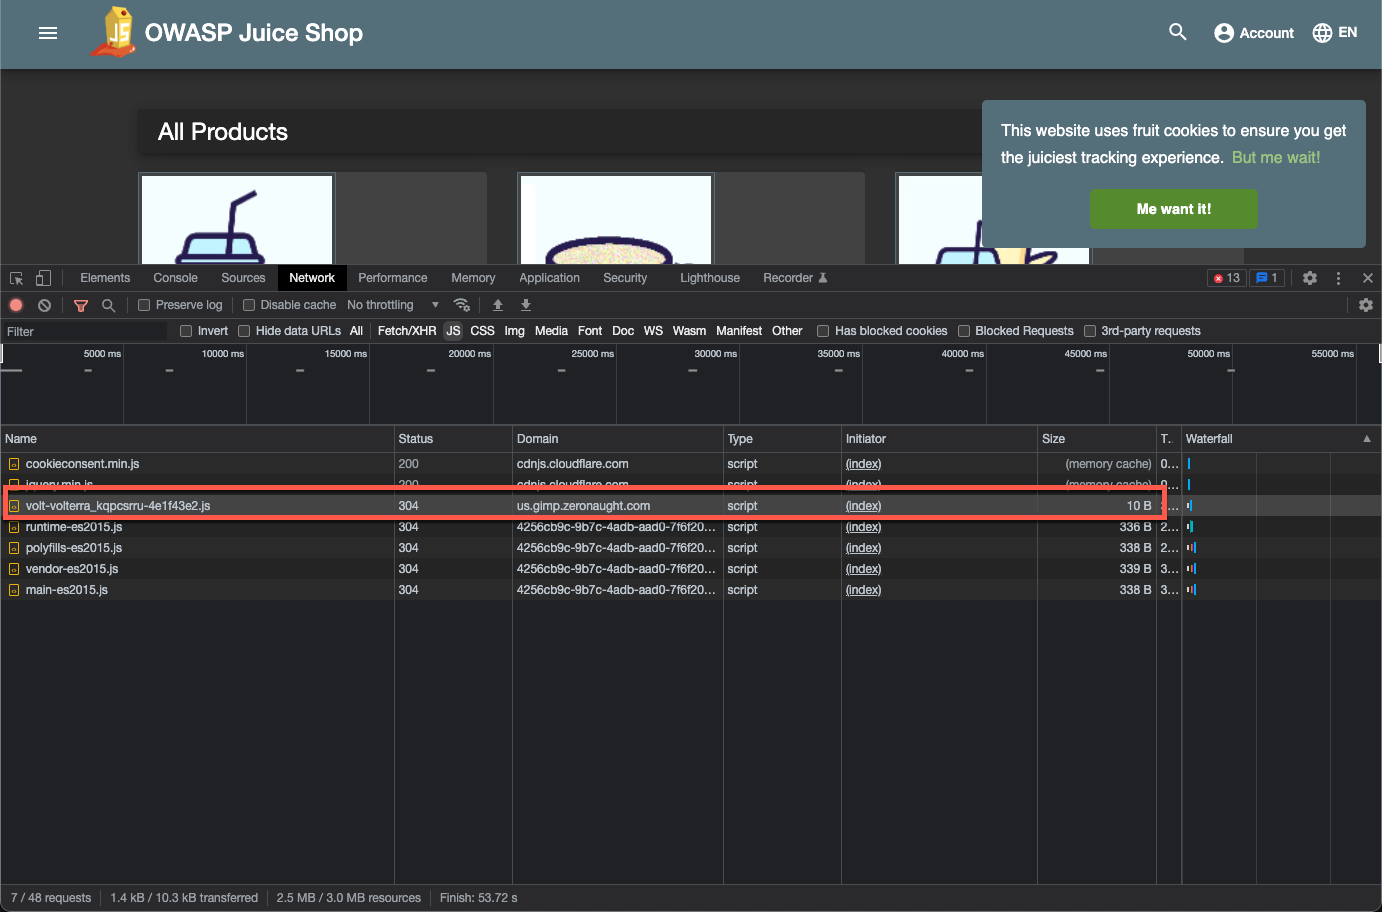 OWASP Juice Shop
Account
EN
All Products
This website uses fruit cookies to ensure you get
the juiciest tracking experience. But me wait!
Me want it!
Elements Console Sources Network Performance Memory Application Security Lighthouse Recorder 13 1
Preserve log Disable cache No throttling
Filter Invert Hide data URLs All Fetch/XHR JS CSS Img Media Font Doc WS Wasm Manifest Other Has blocked cookies Blocked Requests 3rd-party requests
5000 ms 10000 ms 15000 ms 20000 ms 25000 ms 30000 ms 35000 ms 40000 ms 45000 ms 50000 ms 55000 ms
Name Status Domain Type Initiator Size T.. Waterfall
cookieconsent.min.js 200 cdnjs.cloudflare.com script (index) (memory cache) 0...
jquery.min.js 200 cdnjs.cloudflare.com script (index) (memory cache) 0...
volt-volterra_kqpcsrru-4e1f43e2.js 304 us.gimp.zeronaught.com script (index) 10 B
runtime-es2015.js 304 4256cb9c-9b7c-4adb-aad0-7f6f20... script (index) 336 B 2...
polyfills-es2015.js 304 4256cb9c-9b7c-4adb-aad0-7f6f20... script (index) 338 B 2...
vendor-es2015.js 304 4256cb9c-9b7c-4adb-aad0-7f6f20... script (index) 339 B 3...
main-es2015.js 304 4256cb9c-9b7c-4adb-aad0-7f6f20... script (index) 338 B 3...
7 / 48 requests 1.4 kB / 10.3 kB transferred 2.5 MB / 3.0 MB resources Finish: 53.72 s